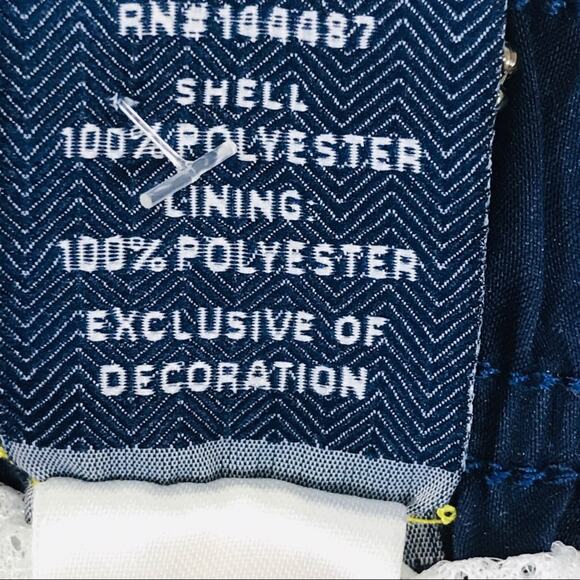 RN#144487
SHELL
100% POLYESTER
LINING:
100% POLYESTER
EXCLUSIVE OF
DECORATION